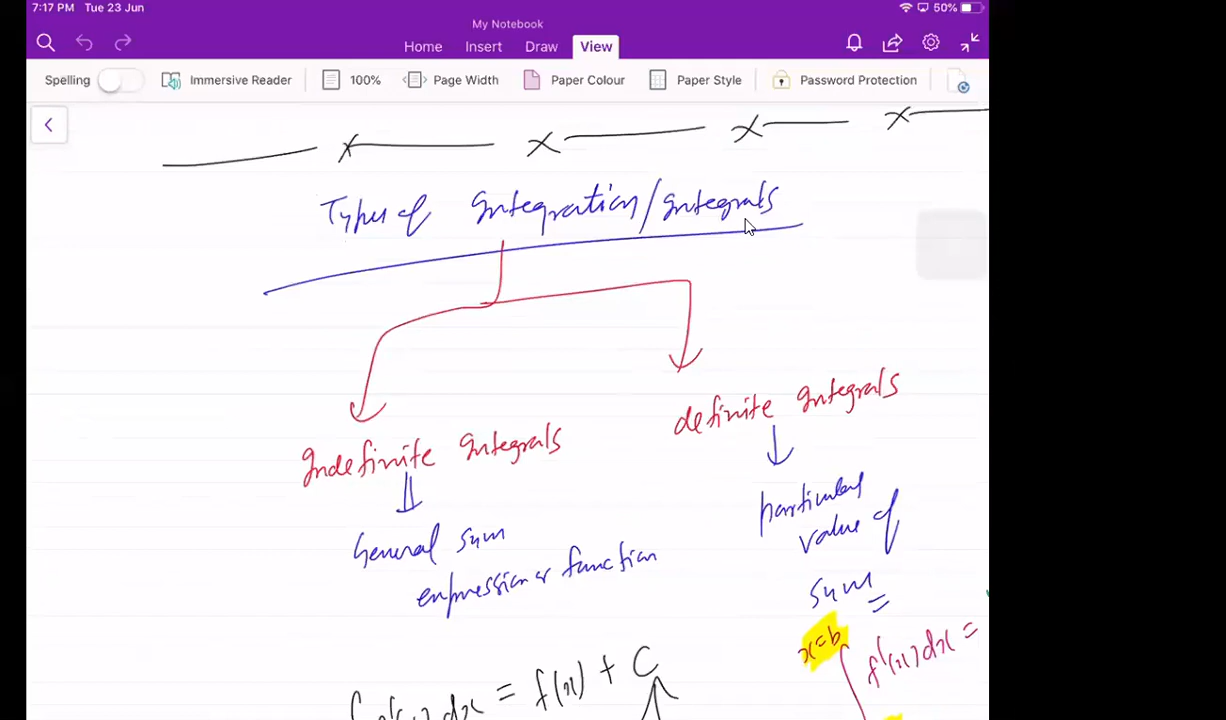 7:17 PM Tue 23 Jun
50%
My Notebook
Home Insert Draw View
Spelling Immersive Reader 100% Page Width Paper Colour Paper Style Password Protection
Types of Integration/Integrals
Indefinite Integrals
definite Integrals
General sum
expression or function
particular
value of
sum
x=b
f'(x) dx =
∫ f'(x) dx = f(x) + C